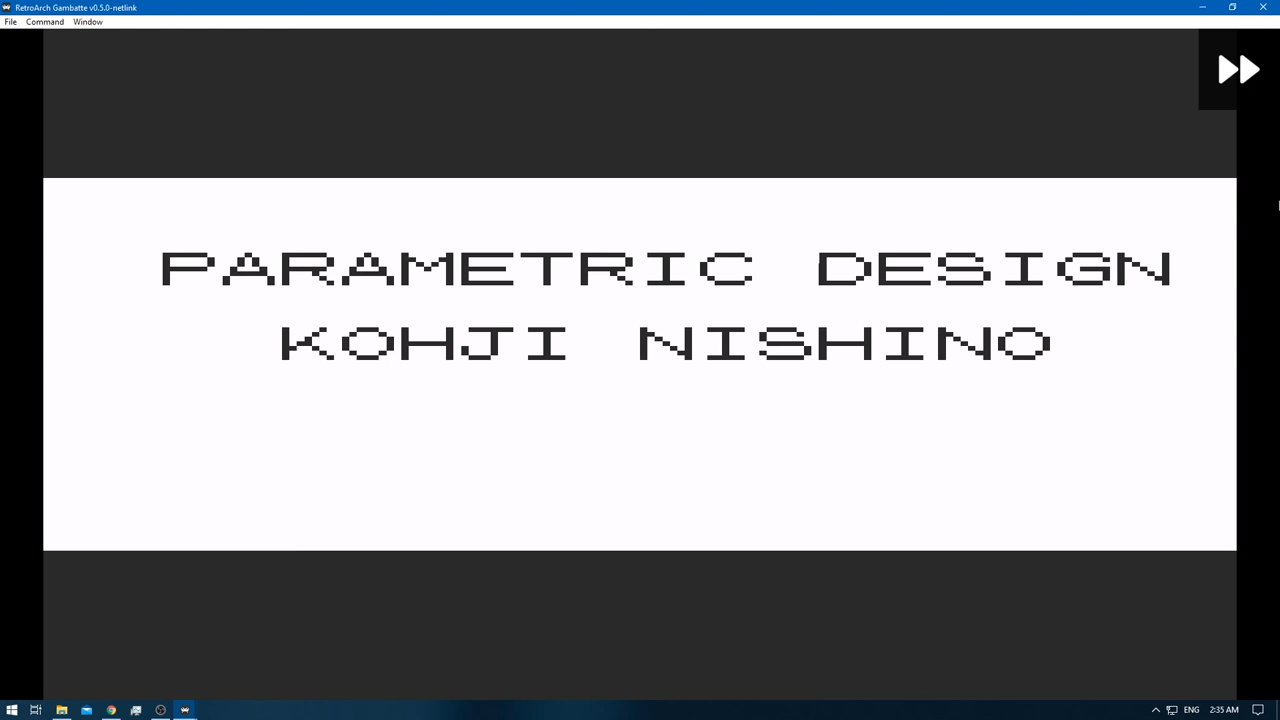 RetroArch Gambatte v0.5.0-netlink
File Command Window
PARAMETRIC DESIGN
KOHJI NISHINO
ENG 2:35 AM